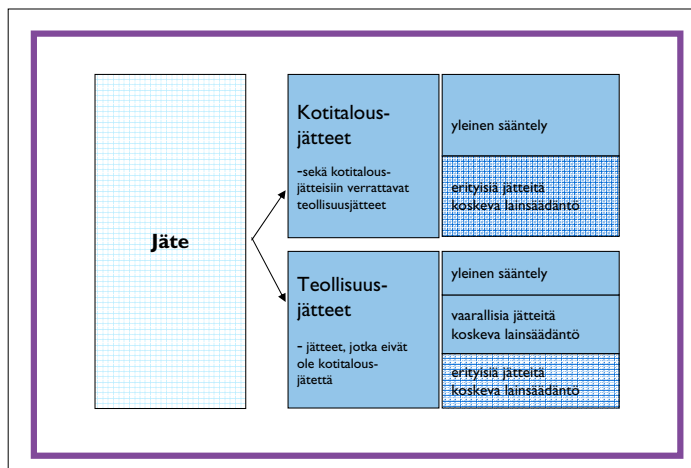 Jäte
Kotitalous-
jätteet
-sekä kotitalous-
jätteisiin verrattavat
teollisuusjätteet
yleinen sääntely
erityisiä jätteitä
koskeva lainsäädäntö
Teollisuus-
jätteet
- jätteet, jotka eivät
ole kotitalous-
jätettä
yleinen sääntely
vaarallisia jätteitä
koskeva lainsäädäntö
erityisiä jätteitä
koskeva lainsäädäntö